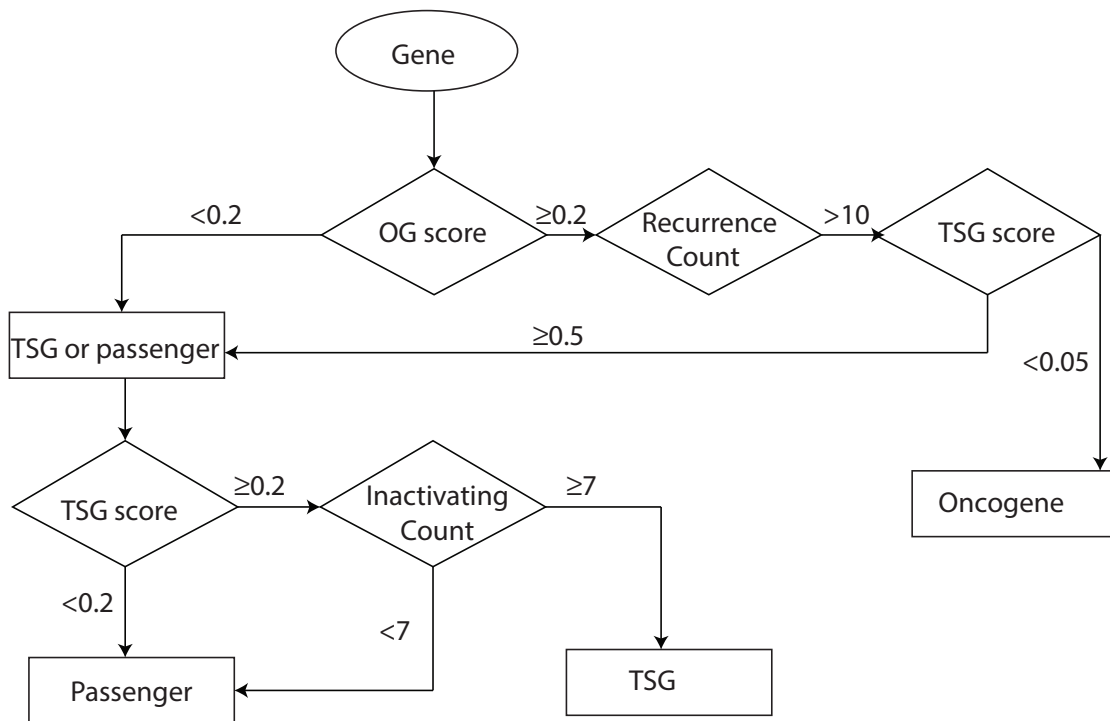 Gene
<0.2
OG score
≥0.2
Recurrence
Count
>10
TSG score
TSG or passenger
≥0.5
<0.05
TSG score
≥0.2
Inactivating
Count
≥7
Oncogene
<0.2
<7
Passenger
TSG